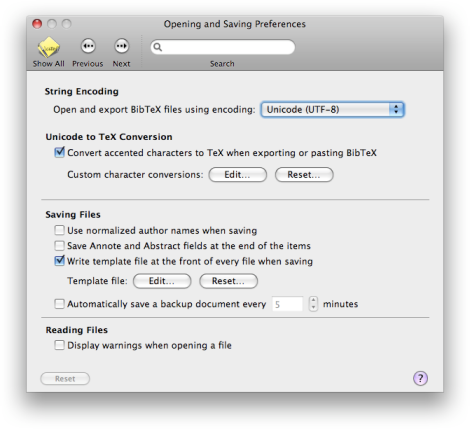 Opening and Saving Preferences
Show All Previous Next Search
String Encoding
Open and export BibTeX files using encoding: Unicode (UTF-8)
Unicode to TeX Conversion
Convert accented characters to TeX when exporting or pasting BibTeX
Custom character conversions: Edit... Reset...
Saving Files
Use normalized author names when saving
Save Annote and Abstract fields at the end of the items
Write template file at the front of every file when saving
Template file: Edit... Reset...
Automatically save a backup document every 5 minutes
Reading Files
Display warnings when opening a file
Reset ?